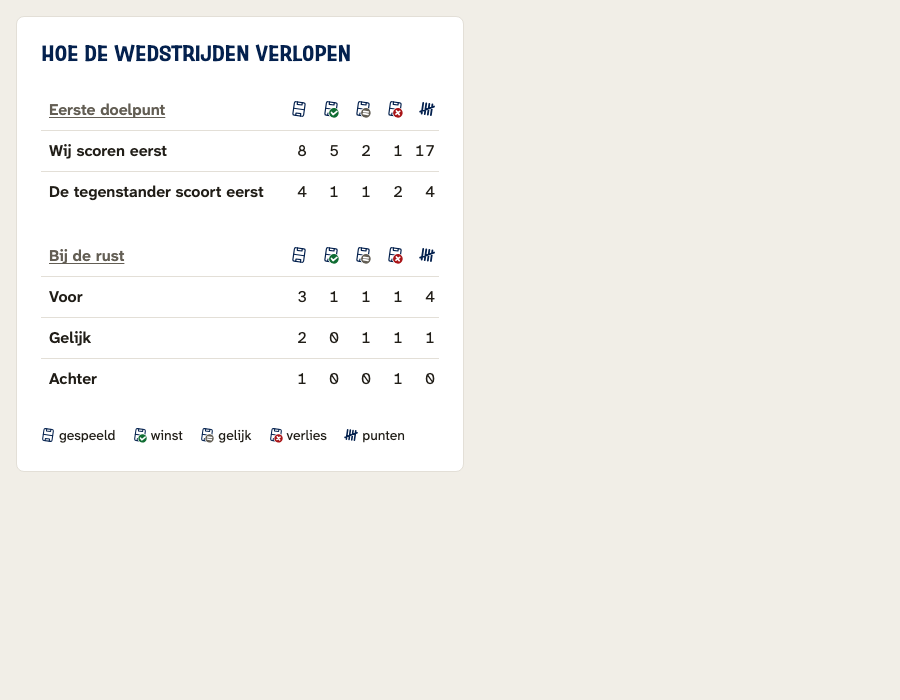 HOE DE WEDSTRIJDEN VERLOPEN
Eerste doelpunt
Wij scoren eerst 8 5 2 1 17
De tegenstander scoort eerst 4 1 1 2 4
Bij de rust
Voor 3 1 1 1 4
Gelijk 2 0 1 1 1
Achter 1 0 0 1 0
gespeeld winst gelijk verlies punten